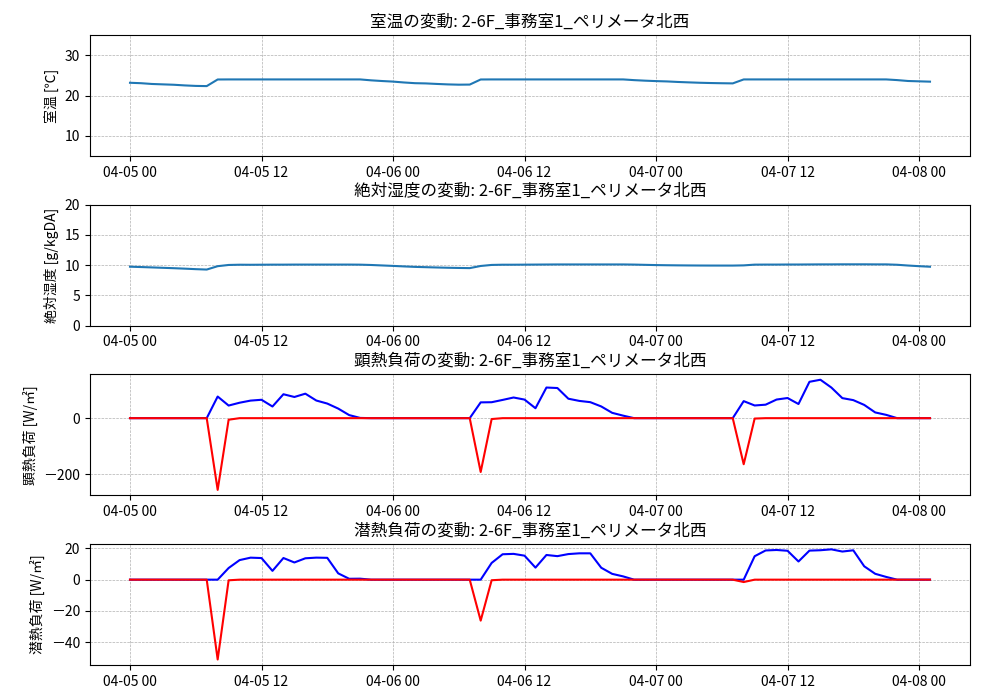 室温の変動: 2-6F_事務室1_ペリメータ北西
室温 [℃]
30
20
10
04-05 00 04-05 12 04-06 00 04-06 12 04-07 00 04-07 12 04-08 00
絶対湿度の変動: 2-6F_事務室1_ペリメータ北西
絶対湿度 [g/kgDA]
20
15
10
5
0
04-05 00 04-05 12 04-06 00 04-06 12 04-07 00 04-07 12 04-08 00
顕熱負荷の変動: 2-6F_事務室1_ペリメータ北西
顕熱負荷 [W/㎡]
0
−200
04-05 00 04-05 12 04-06 00 04-06 12 04-07 00 04-07 12 04-08 00
潜熱負荷の変動: 2-6F_事務室1_ペリメータ北西
潜熱負荷 [W/㎡]
20
0
−20
−40
04-05 00 04-05 12 04-06 00 04-06 12 04-07 00 04-07 12 04-08 00